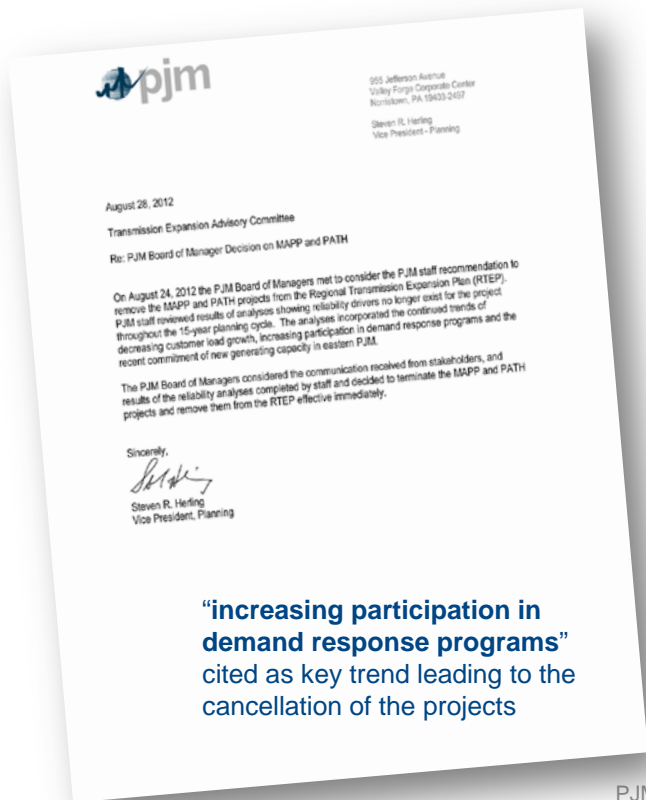 pjm
955 Jefferson Avenue
Valley Forge Corporate Center
Norristown, PA 19403-2497
Steven R. Herling
Vice President - Planning
August 28, 2012
Transmission Expansion Advisory Committee
Re: PJM Board of Manager Decision on MAPP and PATH
On August 24, 2012 the PJM Board of Managers met to consider the PJM staff recommendation to
remove the MAPP and PATH projects from the Regional Transmission Expansion Plan (RTEP).
PJM staff reviewed results of analyses showing reliability drivers no longer exist for the project
throughout the 15-year planning cycle. The analyses incorporated the continued trends of
decreasing customer load growth, increasing participation in demand response programs and the
recent commitment of new generating capacity in eastern PJM.
The PJM Board of Managers considered the communication received from stakeholders, and
results of the reliability analyses completed by staff and decided to terminate the MAPP and PATH
projects and remove them from the RTEP effective immediately.
Sincerely,
Steven R. Herling
Vice President, Planning
“increasing participation in
demand response programs”
cited as key trend leading to the
cancellation of the projects
PJM